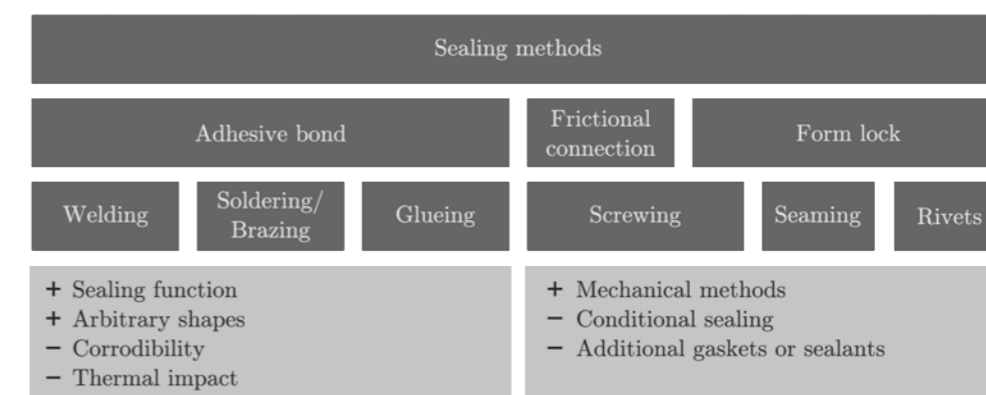 Sealing methods
Adhesive bond
Frictional
connection
Form lock
Welding
Soldering/
Brazing
Glueing
Screwing
Seaming
Rivets
+ Sealing function
+ Arbitrary shapes
− Corrodibility
− Thermal impact
+ Mechanical methods
− Conditional sealing
− Additional gaskets or sealants